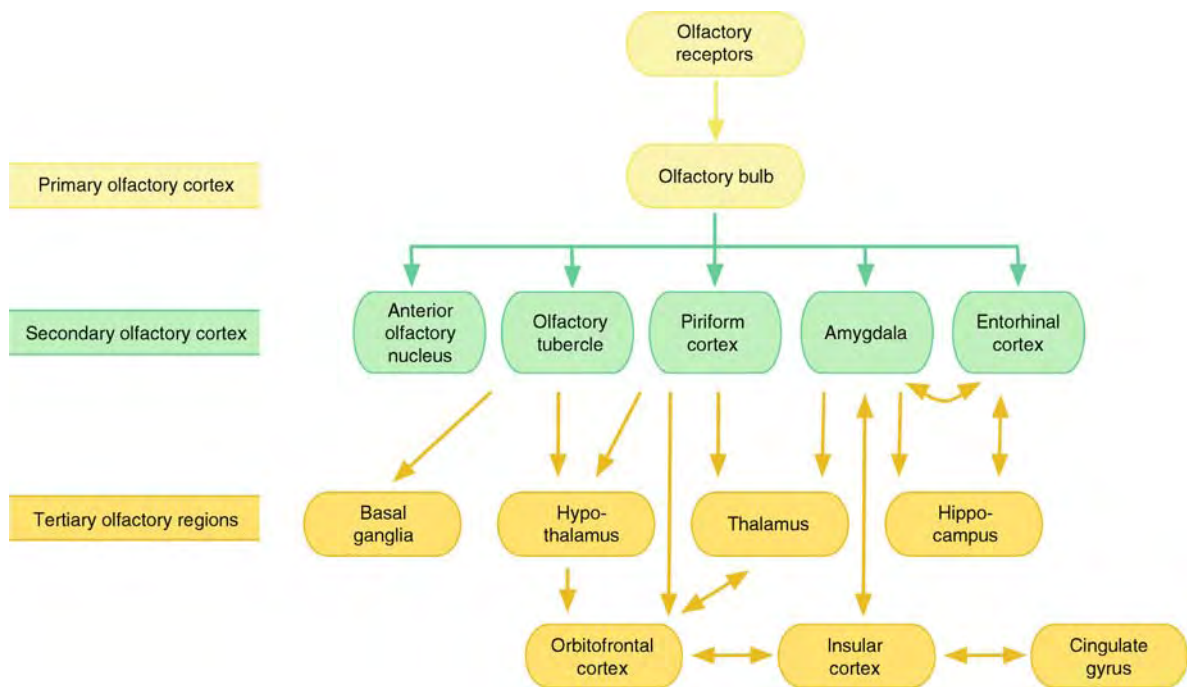 Olfactory
receptors
Primary olfactory cortex
Olfactory bulb
Secondary olfactory cortex
Anterior
olfactory
nucleus
Olfactory
tubercle
Piriform
cortex
Amygdala
Entorhinal
cortex
Tertiary olfactory regions
Basal
ganglia
Hypo-
thalamus
Thalamus
Hippo-
campus
Orbitofrontal
cortex
Insular
cortex
Cingulate
gyrus